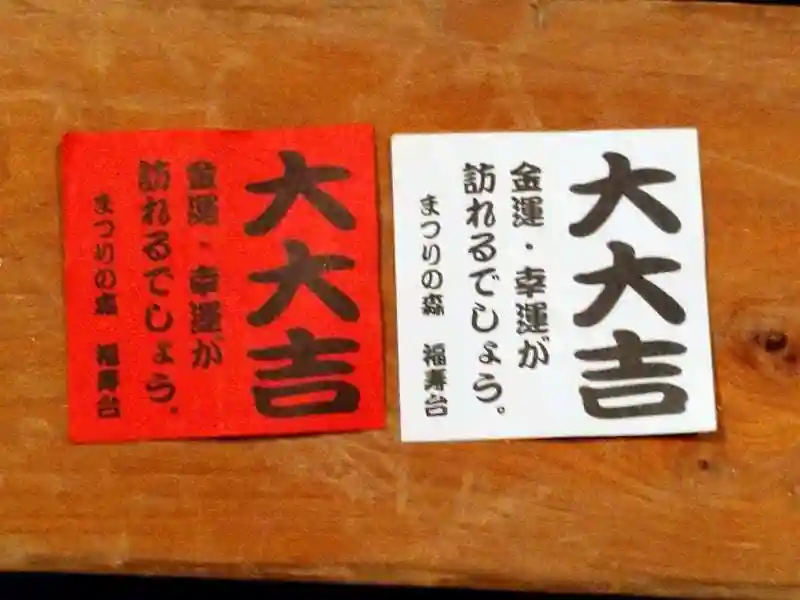 大大吉
金運・幸運が
訪れるでしょう。
まつりの森 福寿台
大大吉
金運・幸運が
訪れるでしょう。
まつりの森 福寿台